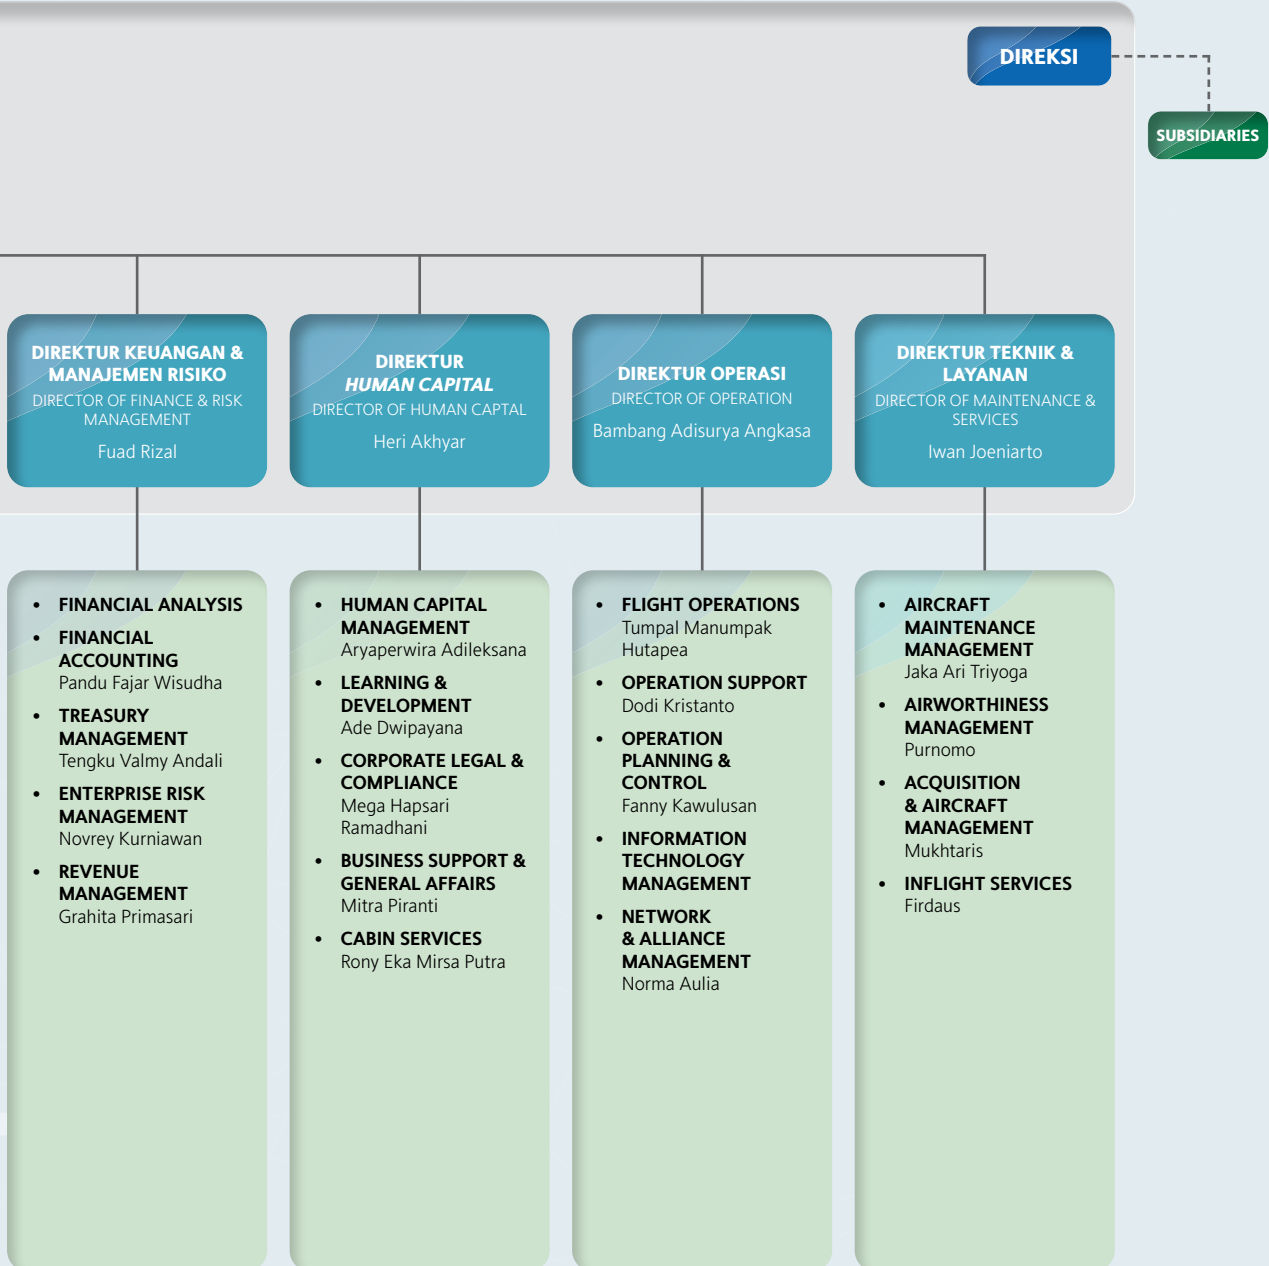 DIREKSI
SUBSIDIARIES
DIREKTUR KEUANGAN &
MANAJEMEN RISIKO
DIRECTOR OF FINANCE & RISK
MANAGEMENT
Fuad Rizal
DIREKTUR
HUMAN CAPITAL
DIRECTOR OF HUMAN CAPTAL
Heri Akhyar
DIREKTUR OPERASI
DIRECTOR OF OPERATION
Bambang Adisurya Angkasa
DIREKTUR TEKNIK &
LAYANAN
DIRECTOR OF MAINTENANCE &
SERVICES
Iwan Joeniarto
• FINANCIAL ANALYSIS
• FINANCIAL
ACCOUNTING
Pandu Fajar Wisudha
• TREASURY
MANAGEMENT
Tengku Valmy Andali
• ENTERPRISE RISK
MANAGEMENT
Novrey Kurniawan
• REVENUE
MANAGEMENT
Grahita Primasari
• HUMAN CAPITAL
MANAGEMENT
Aryaperwira Adileksana
• LEARNING &
DEVELOPMENT
Ade Dwipayana
• CORPORATE LEGAL &
COMPLIANCE
Mega Hapsari
Ramadhani
• BUSINESS SUPPORT &
GENERAL AFFAIRS
Mitra Piranti
• CABIN SERVICES
Rony Eka Mirsa Putra
• FLIGHT OPERATIONS
Tumpal Manumpak
Hutapea
• OPERATION SUPPORT
Dodi Kristanto
• OPERATION
PLANNING &
CONTROL
Fanny Kawulusan
• INFORMATION
TECHNOLOGY
MANAGEMENT
• NETWORK
& ALLIANCE
MANAGEMENT
Norma Aulia
• AIRCRAFT
MAINTENANCE
MANAGEMENT
Jaka Ari Triyoga
• AIRWORTHINESS
MANAGEMENT
Purnomo
• ACQUISITION
& AIRCRAFT
MANAGEMENT
Mukhtaris
• INFLIGHT SERVICES
Firdaus